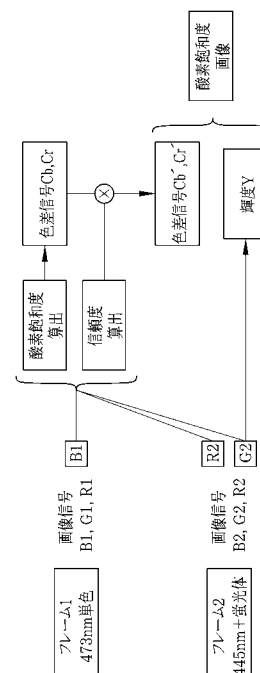 フレーム1
473nm単色
画像信号
B1, G1, R1
B1
酸素飽和度
算出
信頼度
算出
色差信号Cb,Cr
×
色差信号Cb´,Cr´
フレーム2
445nm＋蛍光体
画像信号
B2, G2, R2
R2
G2
輝度Y
酸素飽和度
画像